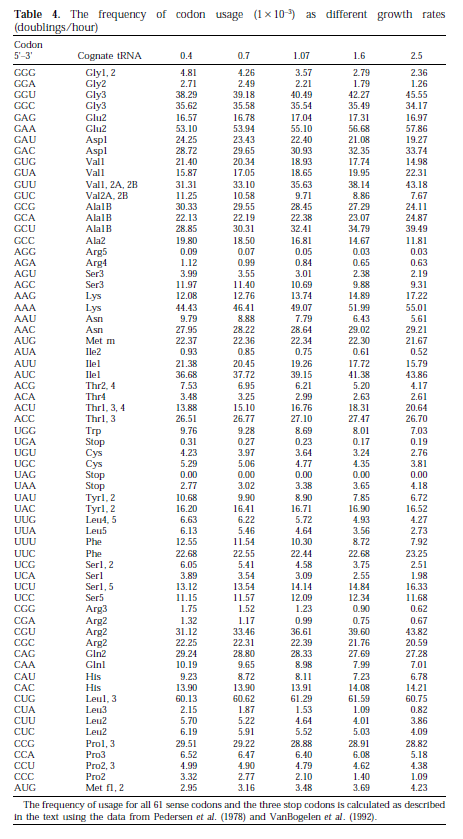 Table 4. The frequency of codon usage (1 × 10⁻³) as different growth rates
(doublings/hour)
Codon
5′–3′ Cognate tRNA 0.4 0.7 1.07 1.6 2.5
GGG Gly1, 2 4.81 4.26 3.57 2.79 2.36
GGA Gly2 2.71 2.49 2.21 1.79 1.26
GGU Gly3 38.29 39.18 40.49 42.27 45.55
GGC Gly3 35.62 35.58 35.54 35.49 34.17
GAG Glu2 16.57 16.78 17.04 17.31 16.97
GAA Glu2 53.10 53.94 55.10 56.68 57.86
GAU Asp1 24.25 23.43 22.40 21.08 19.27
GAC Asp1 28.72 29.65 30.93 32.35 33.74
GUG Val1 21.40 20.34 18.93 17.74 14.98
GUA Val1 15.87 17.05 18.65 19.95 22.31
GUU Val1, 2A, 2B 31.31 33.10 35.63 38.14 43.18
GUC Val2A, 2B 11.25 10.58 9.71 8.86 7.67
GCG Ala1B 30.33 29.55 28.45 27.29 24.11
GCA Ala1B 22.13 22.19 22.38 23.07 24.87
GCU Ala1B 28.85 30.31 32.41 34.79 39.49
GCC Ala2 19.80 18.50 16.81 14.67 11.81
AGG Arg5 0.09 0.07 0.05 0.03 0.03
AGA Arg4 1.12 0.99 0.84 0.65 0.63
AGU Ser3 3.99 3.55 3.01 2.38 2.19
AGC Ser3 11.97 11.40 10.69 9.88 9.31
AAG Lys 12.08 12.76 13.74 14.89 17.22
AAA Lys 44.43 46.41 49.07 51.99 55.01
AAU Asn 9.79 8.88 7.79 6.43 5.61
AAC Asn 27.95 28.22 28.64 29.02 29.21
AUG Met m 22.37 22.36 22.34 22.30 21.67
AUA Ile2 0.93 0.85 0.75 0.61 0.52
AUU Ile1 21.38 20.45 19.26 17.72 15.79
AUC Ile1 36.68 37.72 39.15 41.38 43.86
ACG Thr2, 4 7.53 6.95 6.21 5.20 4.17
ACA Thr4 3.48 3.25 2.99 2.63 2.61
ACU Thr1, 3, 4 13.88 15.10 16.76 18.31 20.64
ACC Thr1, 3 26.51 26.77 27.10 27.47 26.70
UGG Trp 9.76 9.28 8.69 8.01 7.03
UGA Stop 0.31 0.27 0.23 0.17 0.19
UGU Cys 4.23 3.97 3.64 3.24 2.76
UGC Cys 5.29 5.06 4.77 4.35 3.81
UAG Stop 0.00 0.00 0.00 0.00 0.00
UAA Stop 2.77 3.02 3.38 3.65 4.18
UAU Tyr1, 2 10.68 9.90 8.90 7.85 6.72
UAC Tyr1, 2 16.20 16.41 16.71 16.90 16.52
UUG Leu4, 5 6.63 6.22 5.72 4.93 4.27
UUA Leu5 6.13 5.46 4.64 3.56 2.73
UUU Phe 12.55 11.54 10.30 8.72 7.92
UUC Phe 22.68 22.55 22.44 22.68 23.25
UCG Ser1, 2 6.05 5.41 4.58 3.75 2.51
UCA Ser1 3.89 3.54 3.09 2.55 1.98
UCU Ser1, 5 13.12 13.54 14.14 14.84 16.33
UCC Ser5 11.15 11.57 12.09 12.34 11.68
CGG Arg3 1.75 1.52 1.23 0.90 0.62
CGA Arg2 1.32 1.17 0.99 0.75 0.67
CGU Arg2 31.12 33.46 36.61 39.60 43.82
CGC Arg2 22.25 22.31 22.39 21.76 20.59
CAG Gln2 29.24 28.80 28.33 27.69 27.28
CAA Gln1 10.19 9.65 8.98 7.99 7.01
CAU His 9.23 8.72 8.11 7.23 6.78
CAC His 13.90 13.90 13.91 14.08 14.21
CUG Leu1, 3 60.13 60.62 61.29 61.59 60.75
CUA Leu3 2.15 1.87 1.53 1.09 0.82
CUU Leu2 5.70 5.22 4.64 4.01 3.86
CUC Leu2 6.19 5.91 5.52 5.03 4.09
CCG Pro1, 3 29.51 29.22 28.88 28.91 28.82
CCA Pro3 6.52 6.47 6.40 6.08 5.18
CCU Pro2, 3 4.99 4.90 4.79 4.62 4.38
CCC Pro2 3.32 2.77 2.10 1.40 1.09
AUG Met f1, 2 2.95 3.16 3.48 3.69 4.23
The frequency of usage for all 61 sense codons and the three stop codons is calculated as described
in the text using the data from Pedersen et al. (1978) and VanBogelen et al. (1992).